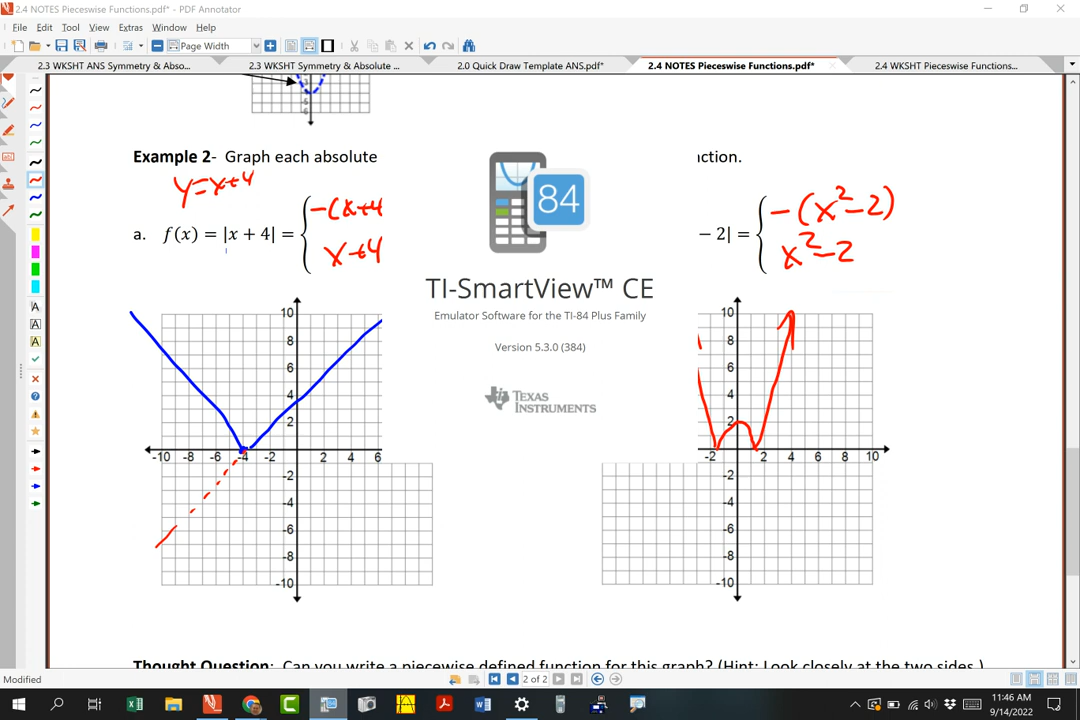 2.4 NOTES Pieceswise Functions.pdf* - PDF Annotator
File Edit Tool View Extras Window Help
Page Width
2.3 WKSHT ANS Symmetry & Abso... 2.3 WKSHT Symmetry & Absolute ... 2.0 Quick Draw Template ANS.pdf* 2.4 NOTES Piecewise Functions.pdf* 2.4 WKSHT Piecewise Functions...
Example 2- Graph each absolute nction.
y=x+4
-(x+4 -(x²-2)
a. f(x) = |x + 4| = { - 2| = {
x+4 x²-2
84
TI-SmartView™ CE
Emulator Software for the TI-84 Plus Family
Version 5.3.0 (384)
TEXAS INSTRUMENTS
10 10
8 8
6 6
4 4
2 2
-10 -8 -6 -4 2 4 6 -2 2 4 6 8 10
-2 -2
-4 -4
-6 -6
-8 -8
-10 -10
Thought Question: Can you write a piecewise defined function for this graph? (Hint: Look closely at the two sides.)
Modified 2 of 2
11:46 AM
9/14/2022